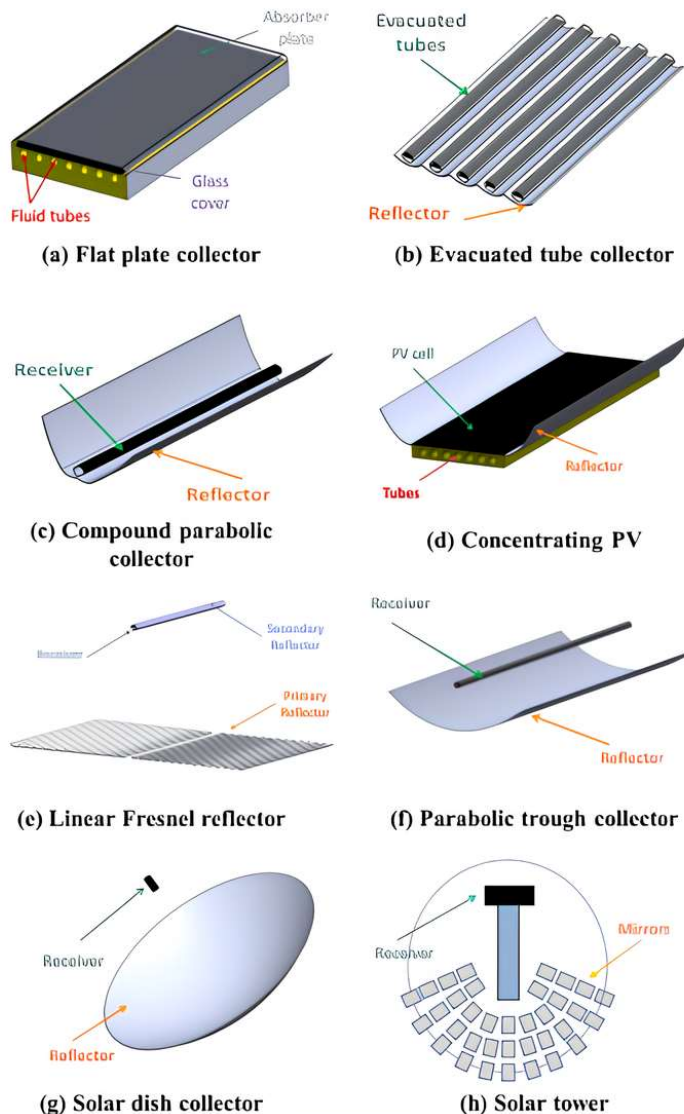 Absorber
plate
Glass
cover
Fluid tubes
(a) Flat plate collector
Evacuated
tubes
Reflector
(b) Evacuated tube collector
Receiver
Reflector
(c) Compound parabolic
collector
PV cell
Reflector
Tubes
(d) Concentrating PV
Secondary
Reflector
Primary
Reflector
(e) Linear Fresnel reflector
Receiver
Reflector
(f) Parabolic trough collector
Receiver
Reflector
(g) Solar dish collector
Receiver
Mirrors
(h) Solar tower